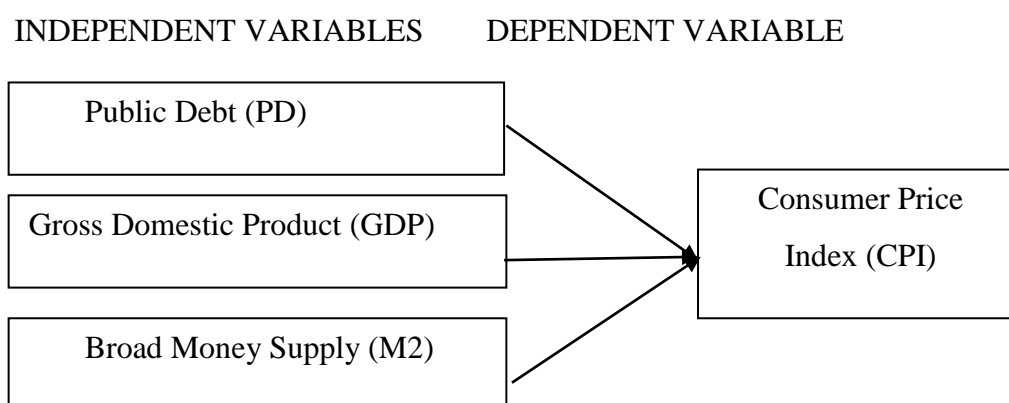 INDEPENDENT VARIABLES DEPENDENT VARIABLE
Public Debt (PD)
Gross Domestic Product (GDP)
Broad Money Supply (M2)
Consumer Price
Index (CPI)